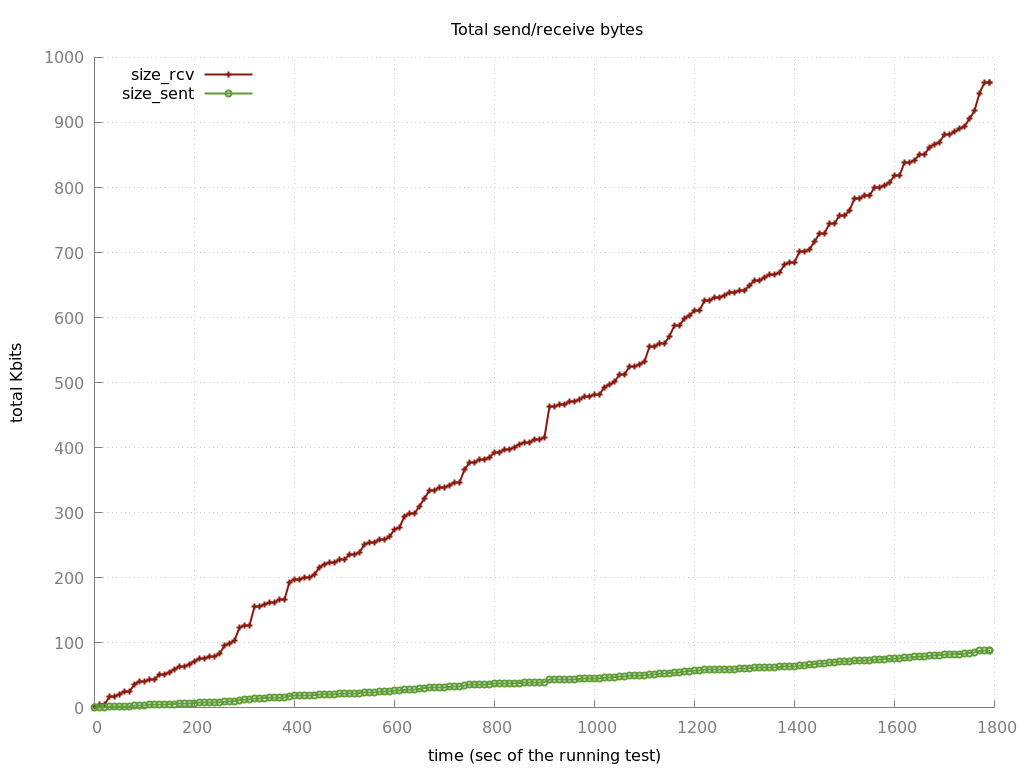 Total send/receive bytes
1000
900
800
700
600
500
400
300
200
100
0
size_rcv
size_sent
total Kbits
0 200 400 600 800 1000 1200 1400 1600 1800
time (sec of the running test)